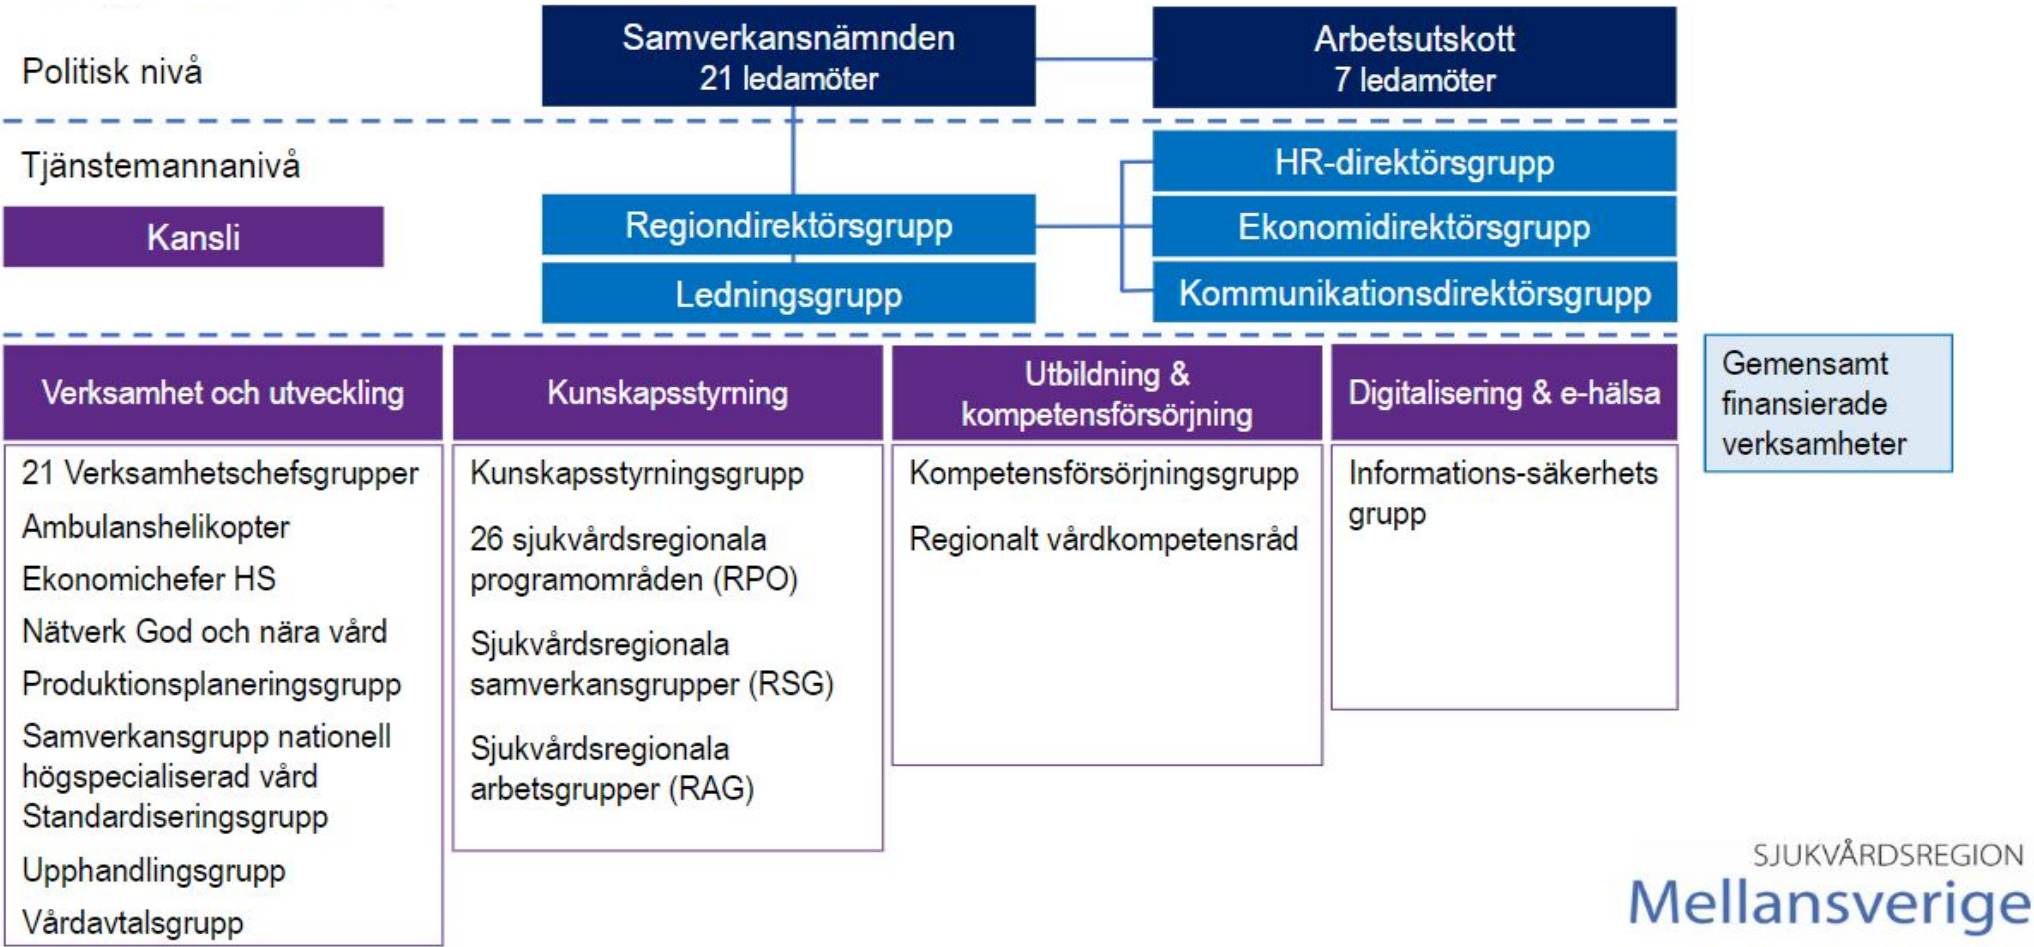 Politisk nivå
Samverkansnämnden
21 ledamöter
Arbetsutskott
7 ledamöter
Tjänstemannanivå
Kansli
Regiondirektörsgrupp
Ledningsgrupp
HR-direktörsgrupp
Ekonomidirektörsgrupp
Kommunikationsdirektörsgrupp
Verksamhet och utveckling
21 Verksamhetschefsgrupper
Ambulanshelikopter
Ekonomichefer HS
Nätverk God och nära vård
Produktionsplaneringsgrupp
Samverkansgrupp nationell
högspecialiserad vård
Standardiseringsgrupp
Upphandlingsgrupp
Vårdavtalsgrupp
Kunskapsstyrning
Kunskapsstyrningsgrupp
26 sjukvårdsregionala
programområden (RPO)
Sjukvårdsregionala
samverkansgrupper (RSG)
Sjukvårdsregionala
arbetsgrupper (RAG)
Utbildning &
kompetensförsörjning
Kompetensförsörjningsgrupp
Regionalt vårdkompetensråd
Digitalisering & e-hälsa
Informations-säkerhets
grupp
Gemensamt
finansierade
verksamheter
SJUKVÅRDSREGION
Mellansverige